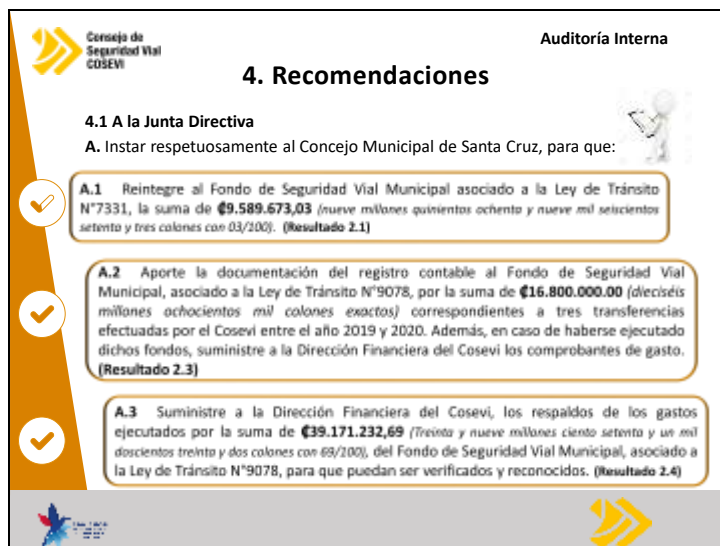 Consejo de
Seguridad Vial
COSEVI
Auditoría Interna
4. Recomendaciones
4.1 A la Junta Directiva
A. Instar respetuosamente al Concejo Municipal de Santa Cruz, para que:
A.1 Reintegre al Fondo de Seguridad Vial Municipal asociado a la Ley de Tránsito
N°7331, la suma de ₡9.589.673,03 (nueve millones quinientos ochenta y nueve mil seiscientos
setenta y tres colones con 03/100). (Resultado 2.1)
A.2 Aporte la documentación del registro contable al Fondo de Seguridad Vial
Municipal, asociado a la Ley de Tránsito N°9078, por la suma de ₡16.800.000.00 (dieciséis
millones ochocientos mil colones exactos) correspondientes a tres transferencias
efectuadas por el Cosevi entre el año 2019 y 2020. Además, en caso de haberse ejecutado
dichos fondos, suministre a la Dirección Financiera del Cosevi los comprobantes de gasto.
(Resultado 2.3)
A.3 Suministre a la Dirección Financiera del Cosevi, los respaldos de los gastos
ejecutados por la suma de ₡39.171.232,69 (Treinta y nueve millones ciento setenta y un mil
doscientos treinta y dos colones con 69/100), del Fondo de Seguridad Vial Municipal, asociado a
la Ley de Tránsito N°9078, para que puedan ser verificados y reconocidos. (Resultado 2.4)